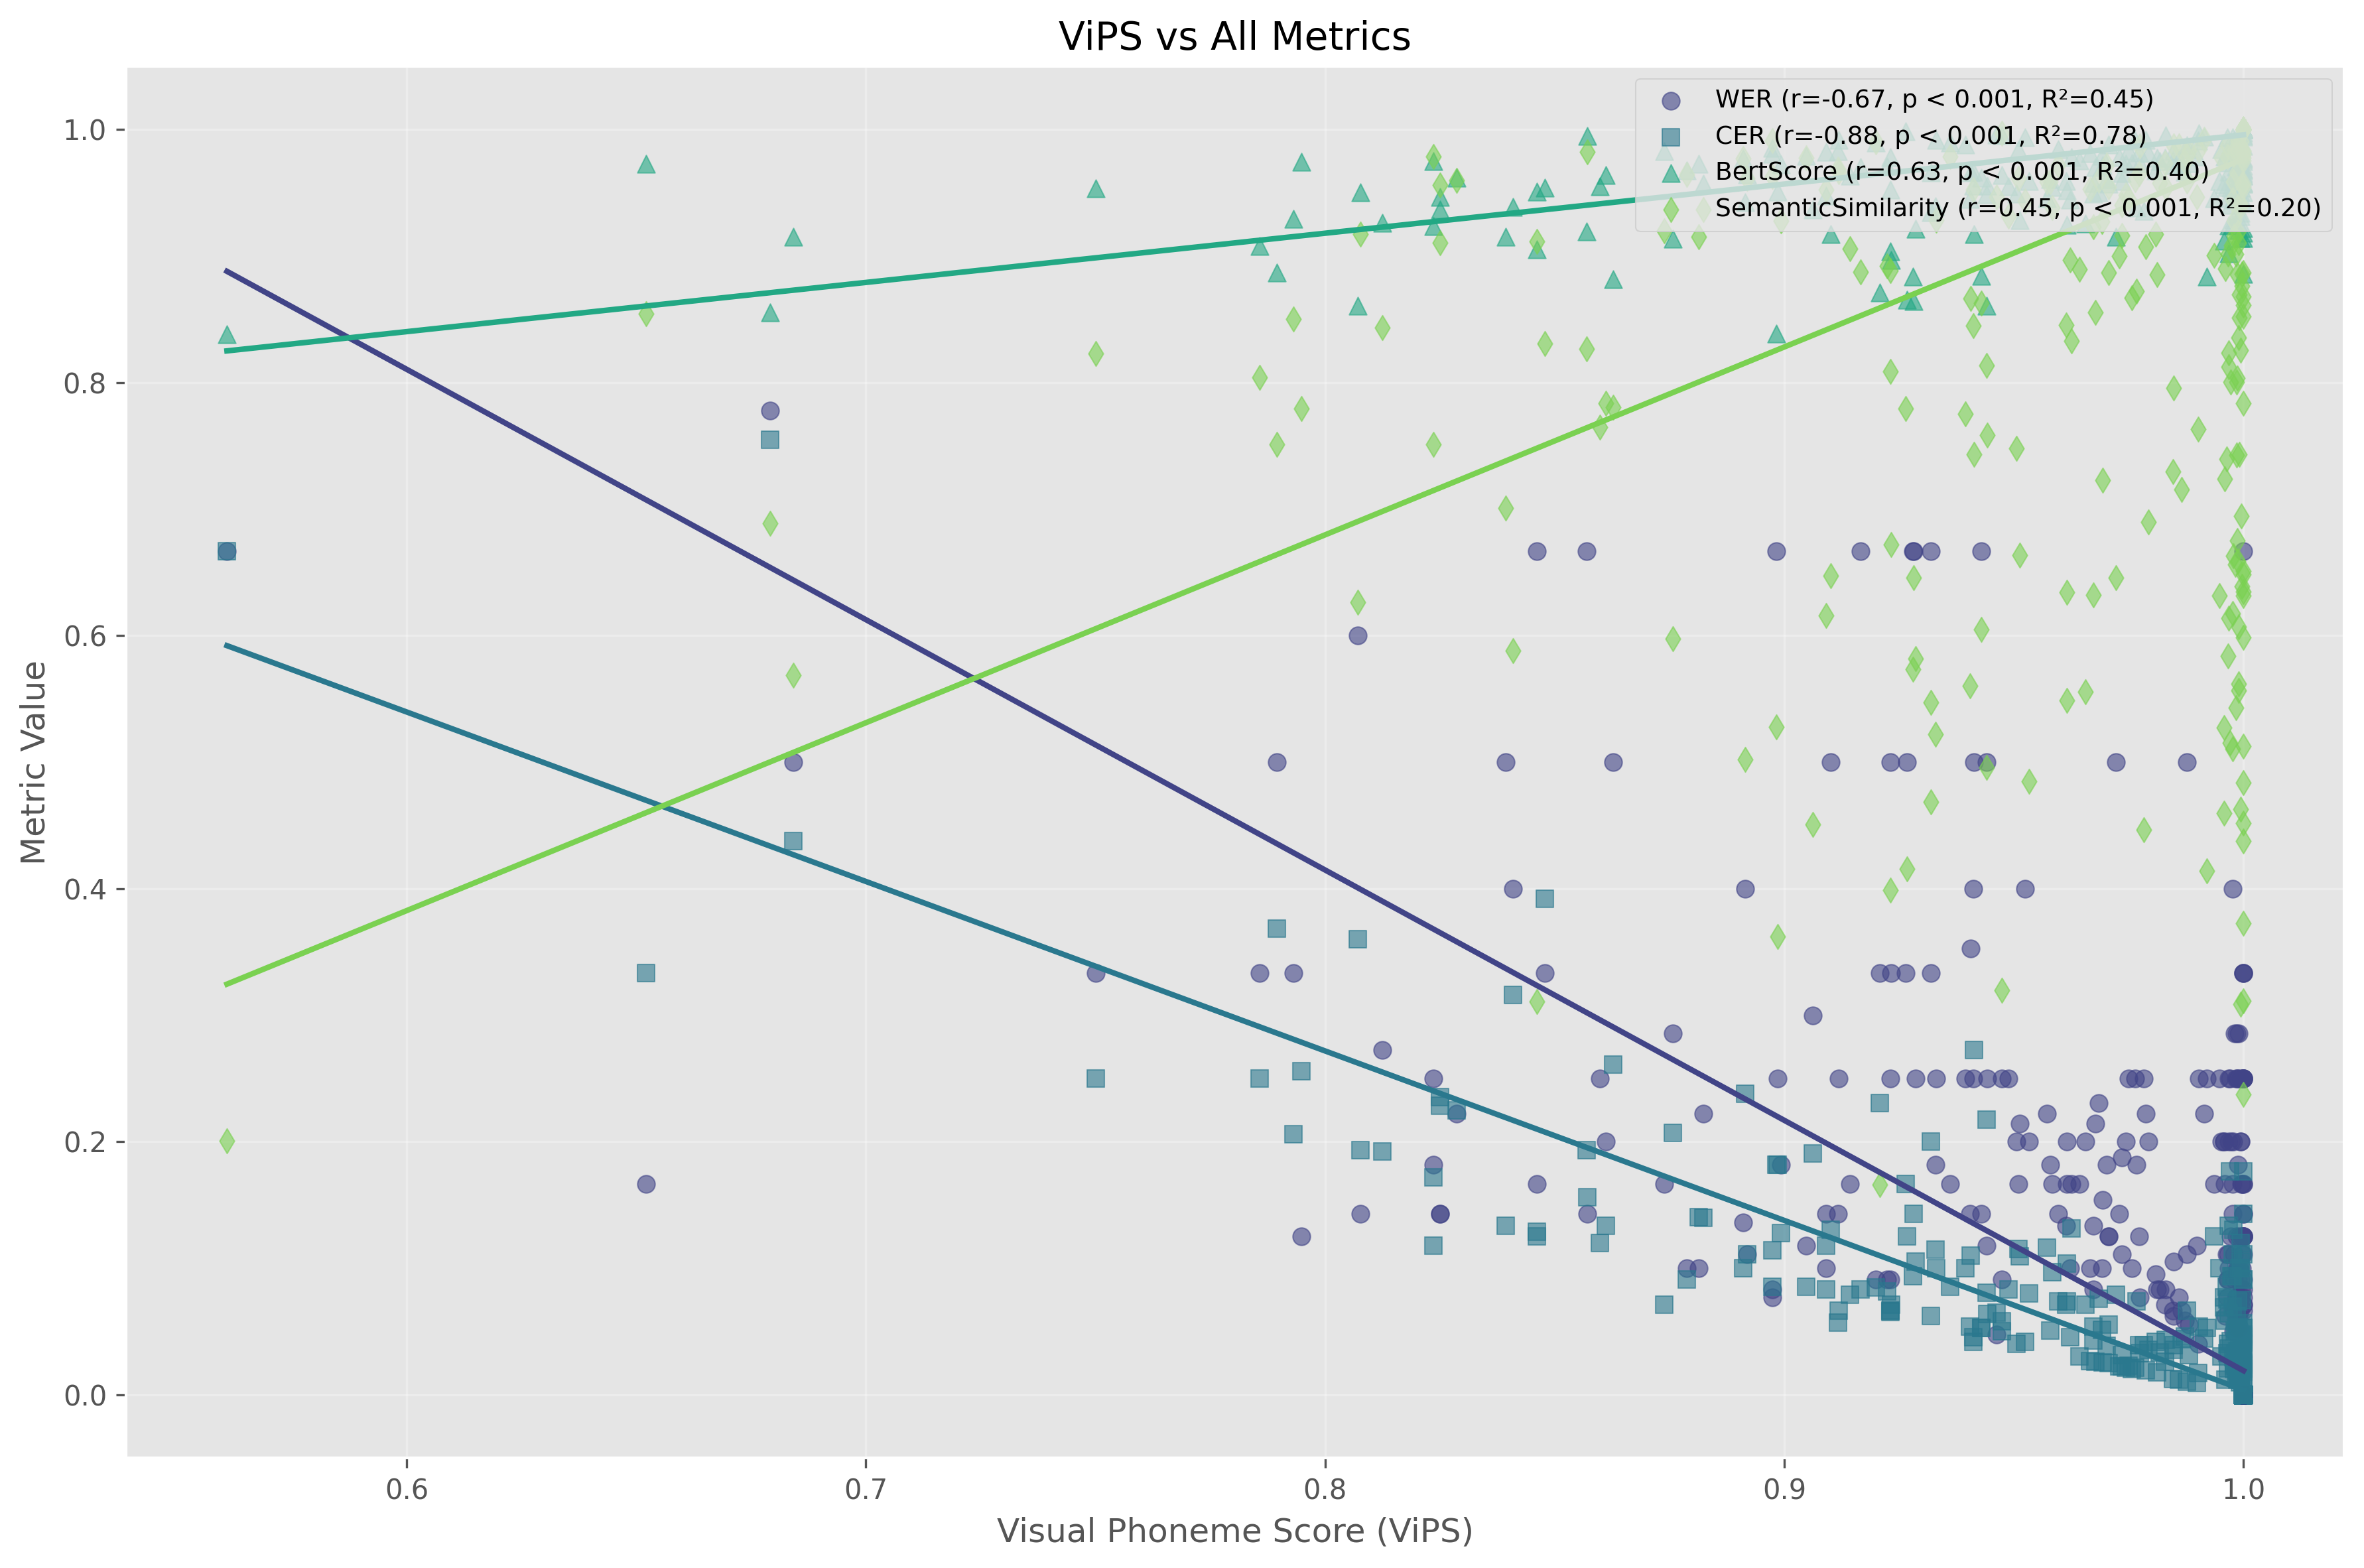 ViPS vs All Metrics
WER (r=-0.67, p < 0.001, R²=0.45)
CER (r=-0.88, p < 0.001, R²=0.78)
BertScore (r=0.63, p < 0.001, R²=0.40)
SemanticSimilarity (r=0.45, p < 0.001, R²=0.20)
Metric Value
1.0
0.8
0.6
0.4
0.2
0.0
0.6 0.7 0.8 0.9 1.0
Visual Phoneme Score (ViPS)